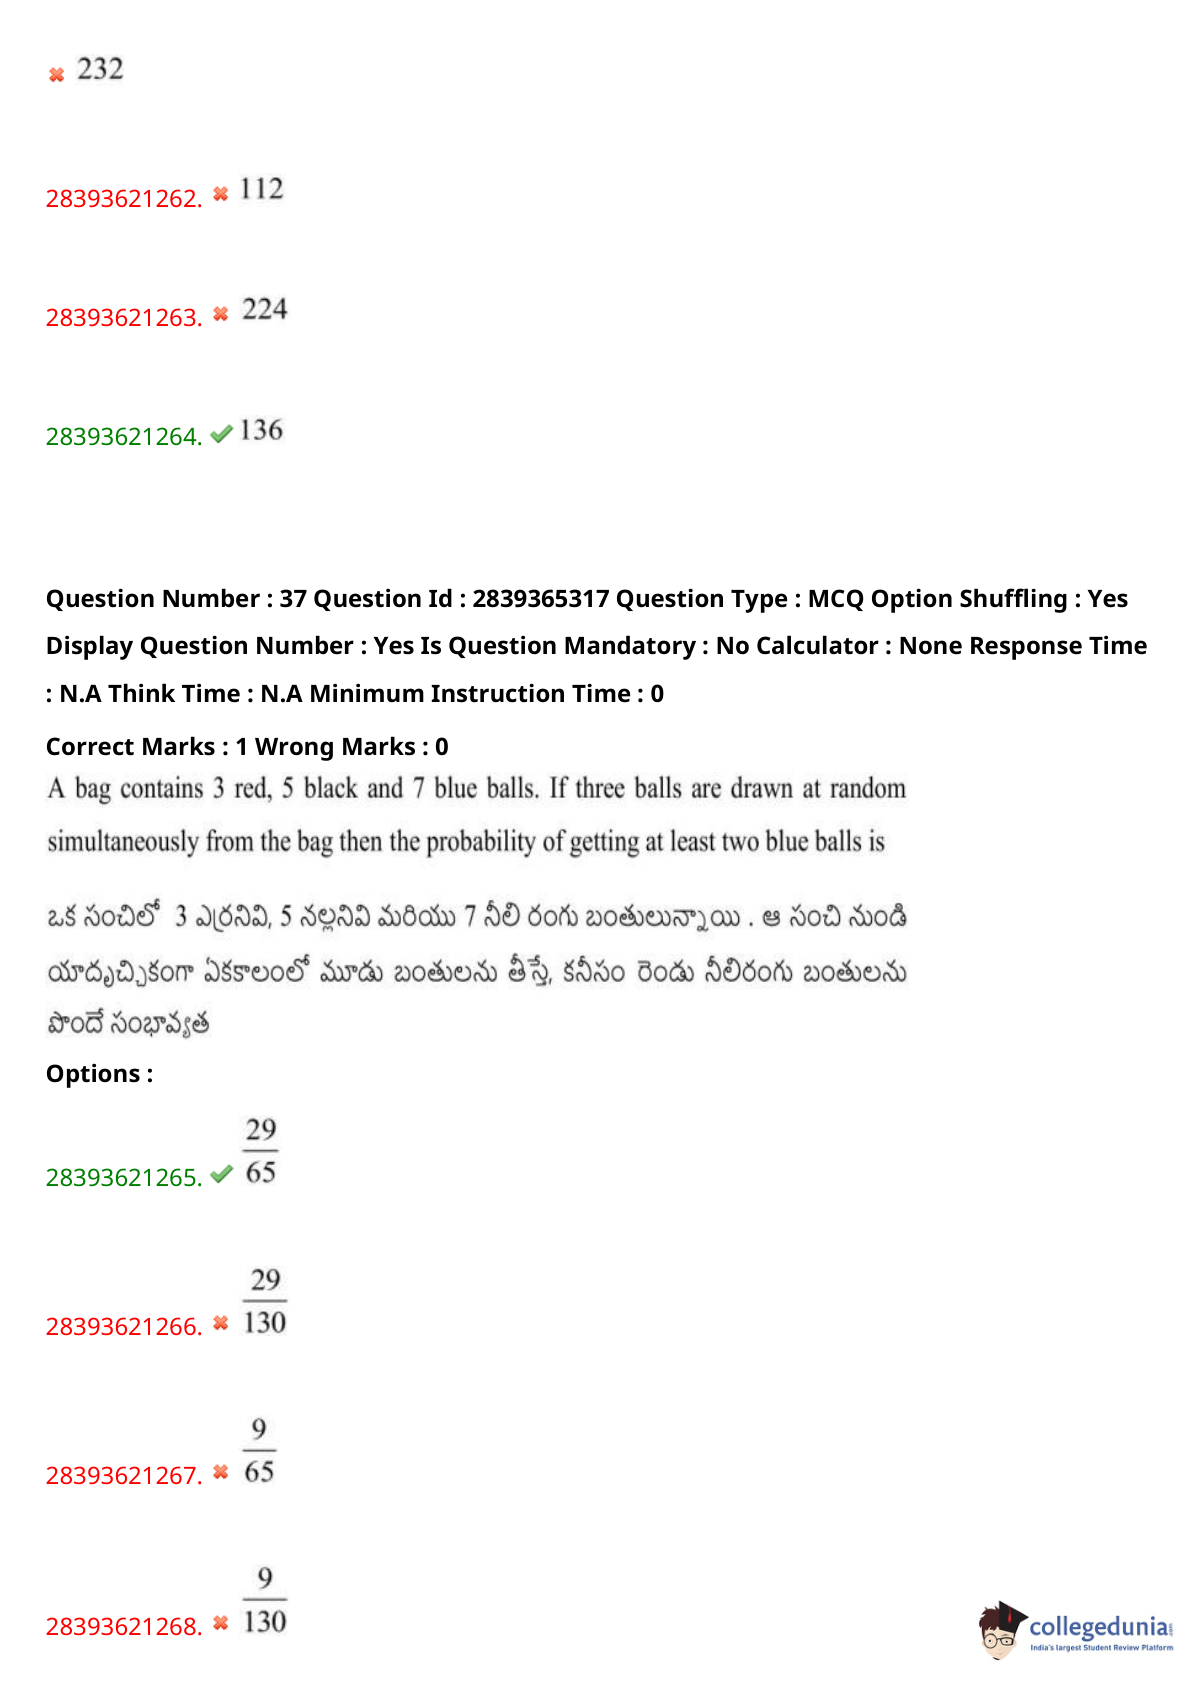 232
28393621262. 112
28393621263. 224
28393621264. 136
Question Number : 37 Question Id : 2839365317 Question Type : MCQ Option Shuffling : Yes
Display Question Number : Yes Is Question Mandatory : No Calculator : None Response Time
: N.A Think Time : N.A Minimum Instruction Time : 0
Correct Marks : 1 Wrong Marks : 0
A bag contains 3 red, 5 black and 7 blue balls. If three balls are drawn at random
simultaneously from the bag then the probability of getting at least two blue balls is
ఒక సంచిలో 3 ఎర్రనివి, 5 నల్లనివి మరియు 7 నీలి రంగు బంతులున్నాయి . ఆ సంచి నుండి
యాదృచ్ఛికంగా ఏకకాలంలో మూడు బంతులను తీస్తే, కనీసం రెండు నీలిరంగు బంతులను
పొందే సంభావ్యత
Options :
28393621265. 29/65
28393621266. 29/130
28393621267. 9/65
28393621268. 9/130
collegedunia.com
India's largest Student Review Platform